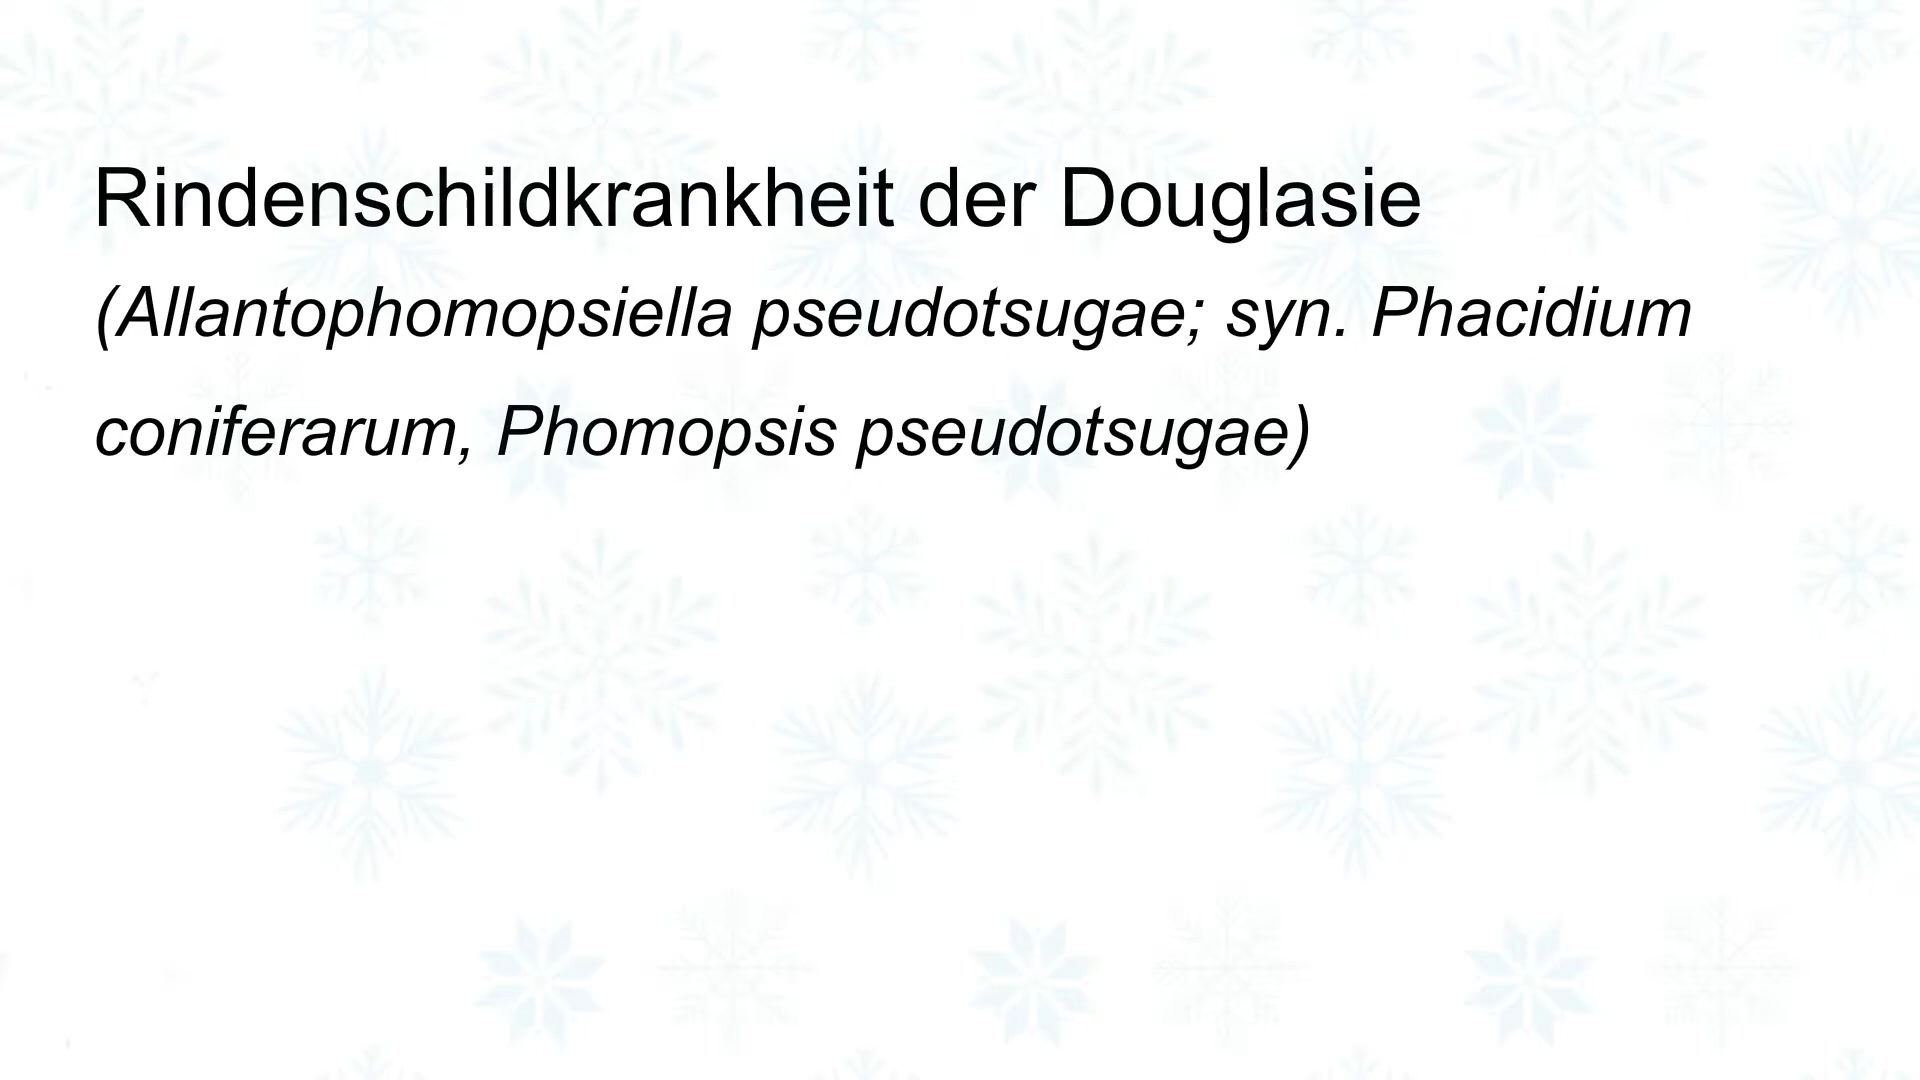 Rindenschildkrankheit der Douglasie
(Allantophomopsiella pseudotsugae; syn. Phacidium
coniferarum, Phomopsis pseudotsugae)